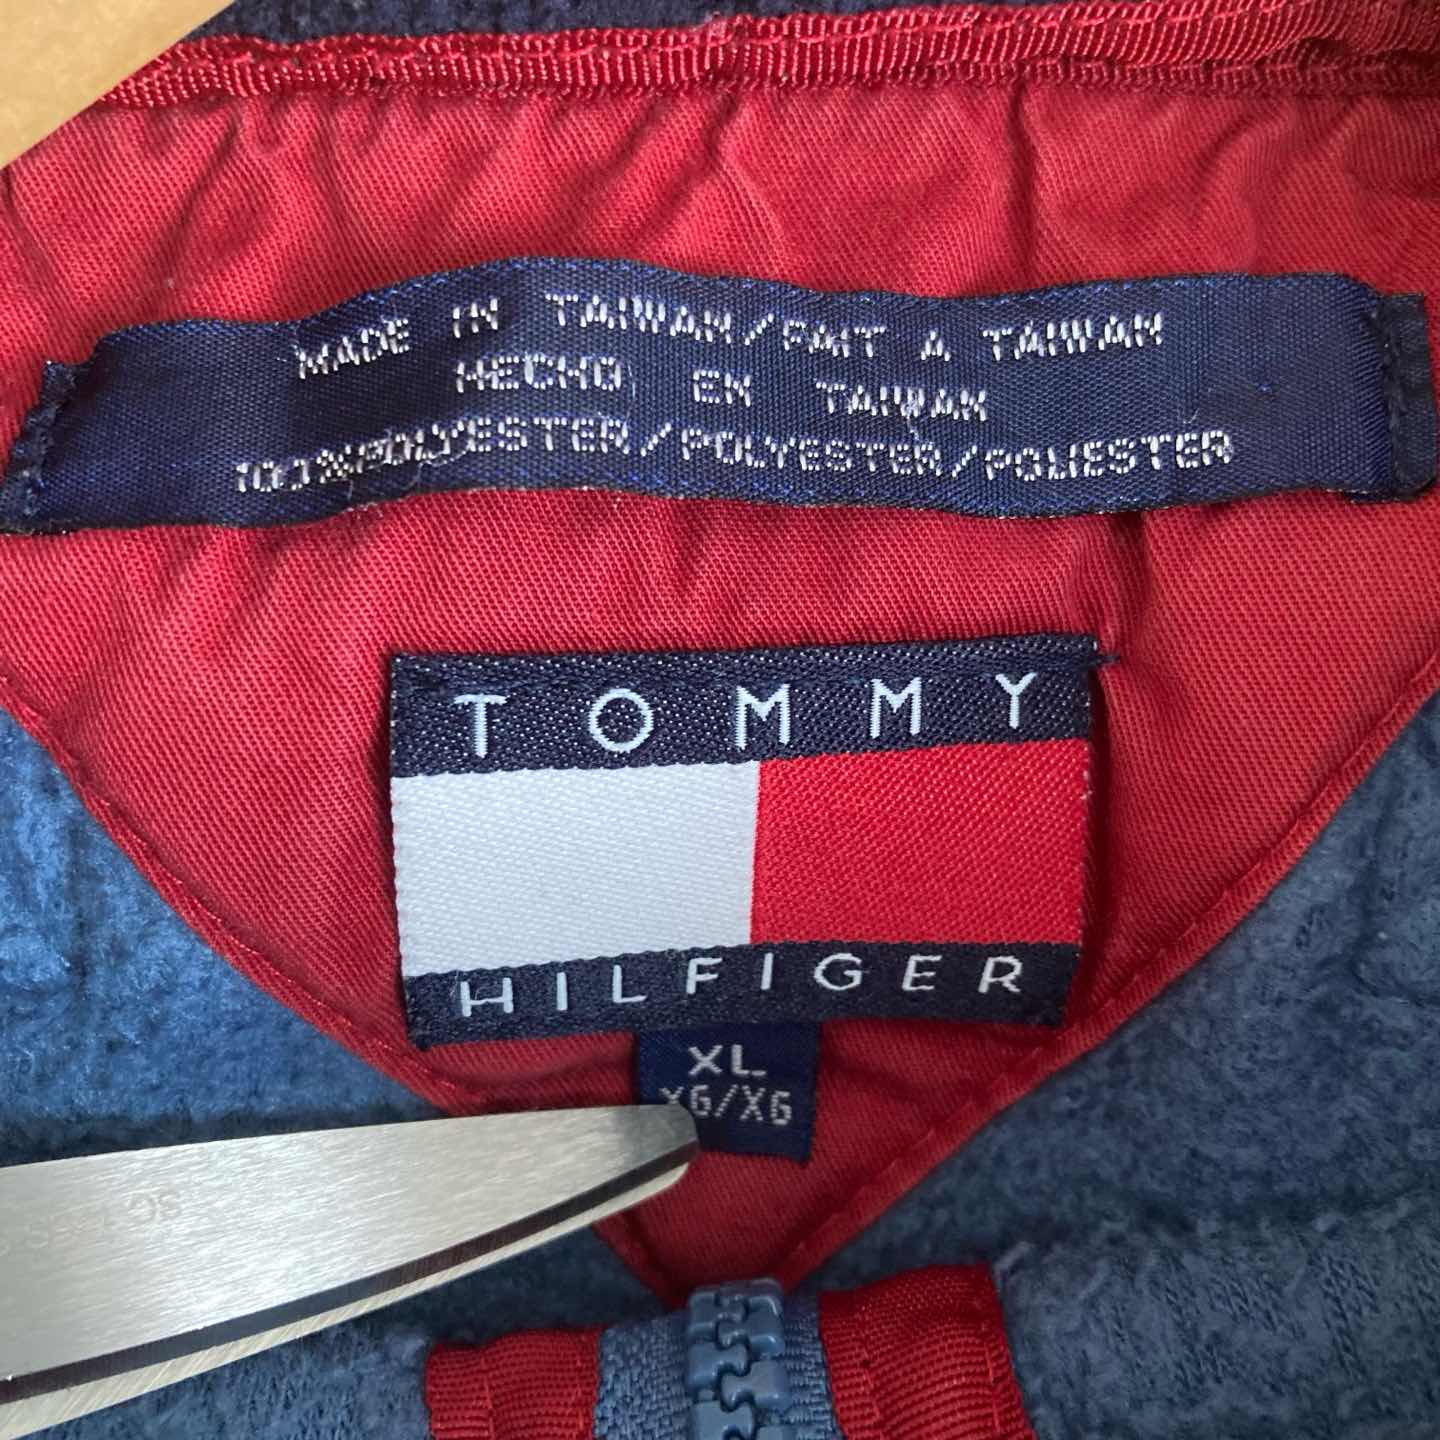 MADE IN TAIWAN/FAIT A TAIWAN
HECHO EN TAIWAN
100%POLYESTER/POLYESTER/POLIESTER
TOMMY
HILFIGER
XL
XG/XG